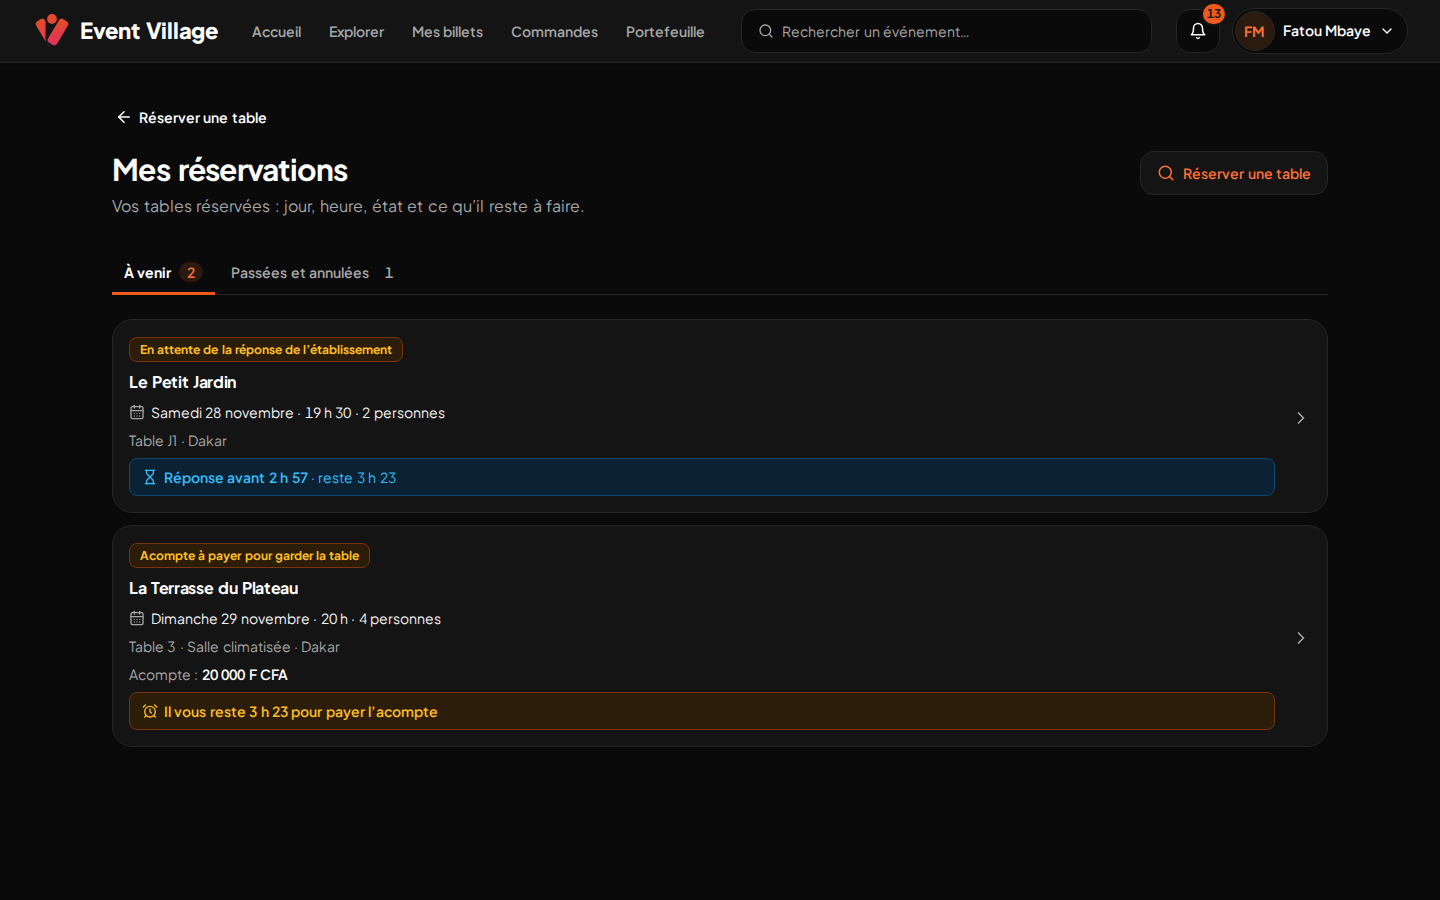 Event Village
Accueil
Explorer
Mes billets
Commandes
Portefeuille
Rechercher un événement...
13
FM
Fatou Mbaye
Réserver une table
Mes réservations
Réserver une table
Vos tables réservées : jour, heure, état et ce qu'il reste à faire.
À venir 2
Passées et annulées 1
En attente de la réponse de l'établissement
Le Petit Jardin
Samedi 28 novembre · 19 h 30 · 2 personnes
Table J1 · Dakar
Réponse avant 2 h 57 · reste 3 h 23
Acompte à payer pour garder la table
La Terrasse du Plateau
Dimanche 29 novembre · 20 h · 4 personnes
Table 3 · Salle climatisée · Dakar
Acompte : 20 000 F CFA
Il vous reste 3 h 23 pour payer l'acompte